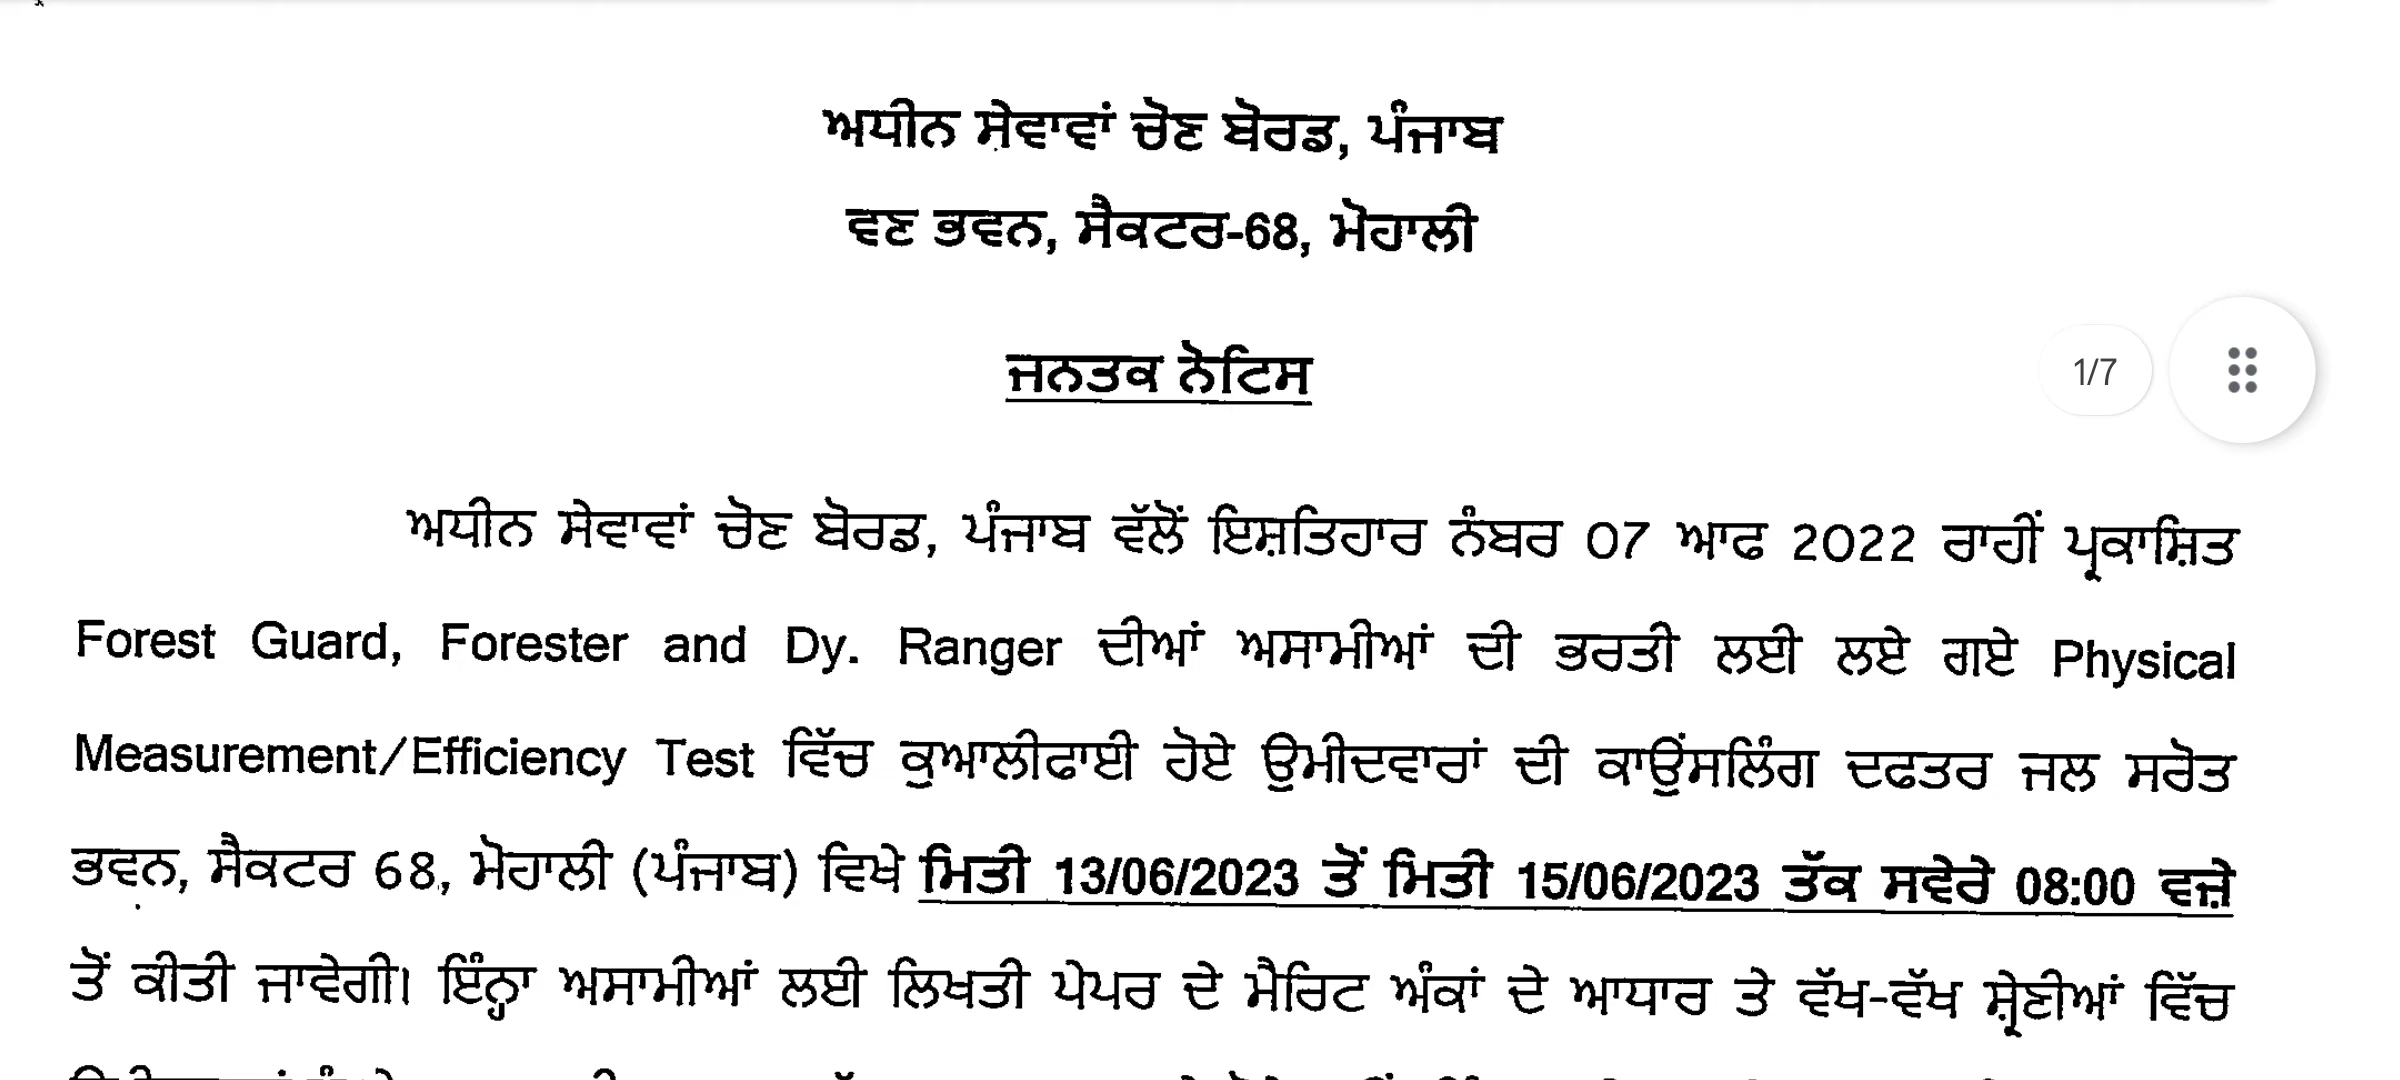 ਅਧੀਨ ਸੇਵਾਵਾਂ ਚੋਣ ਬੋਰਡ, ਪੰਜਾਬ
ਵਣ ਭਵਨ, ਸੈਕਟਰ-68, ਮੋਹਾਲੀ
ਜਨਤਕ ਨੋਟਿਸ
1/7
ਅਧੀਨ ਸੇਵਾਵਾਂ ਚੋਣ ਬੋਰਡ, ਪੰਜਾਬ ਵੱਲੋਂ ਇਸ਼ਤਿਹਾਰ ਨੰਬਰ 07 ਆਫ 2022 ਰਾਹੀਂ ਪ੍ਰਕਾਸ਼ਿਤ
Forest Guard, Forester and Dy. Ranger ਦੀਆਂ ਅਸਾਮੀਆਂ ਦੀ ਭਰਤੀ ਲਈ ਲਏ ਗਏ Physical
Measurement/Efficiency Test ਵਿੱਚ ਕੁਆਲੀਫਾਈ ਹੋਏ ਉਮੀਦਵਾਰਾਂ ਦੀ ਕਾਉਂਸਲਿੰਗ ਦਫਤਰ ਜਲ ਸਰੋਤ
ਭਵਨ, ਸੈਕਟਰ 68, ਮੋਹਾਲੀ (ਪੰਜਾਬ) ਵਿਖੇ ਮਿਤੀ 13/06/2023 ਤੋਂ ਮਿਤੀ 15/06/2023 ਤੱਕ ਸਵੇਰੇ 08:00 ਵਜ਼ੇ
ਤੋਂ ਕੀਤੀ ਜਾਵੇਗੀ। ਇੰਨ੍ਹਾ ਅਸਾਮੀਆਂ ਲਈ ਲਿਖਤੀ ਪੇਪਰ ਦੇ ਮੈਰਿਟ ਅੰਕਾਂ ਦੇ ਆਧਾਰ ਤੇ ਵੱਖ-ਵੱਖ ਸ਼੍ਰੇਣੀਆਂ ਵਿੱਚ